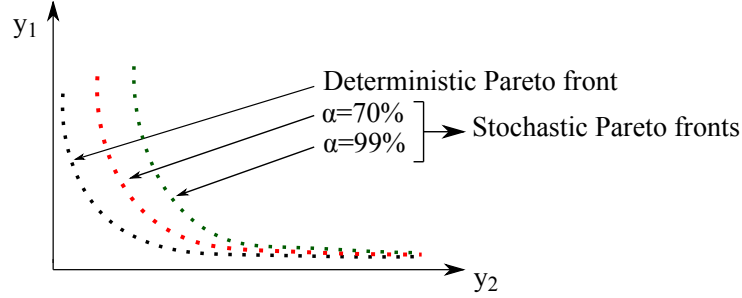 y1
Deterministic Pareto front
α=70%
α=99%
Stochastic Pareto fronts
y2